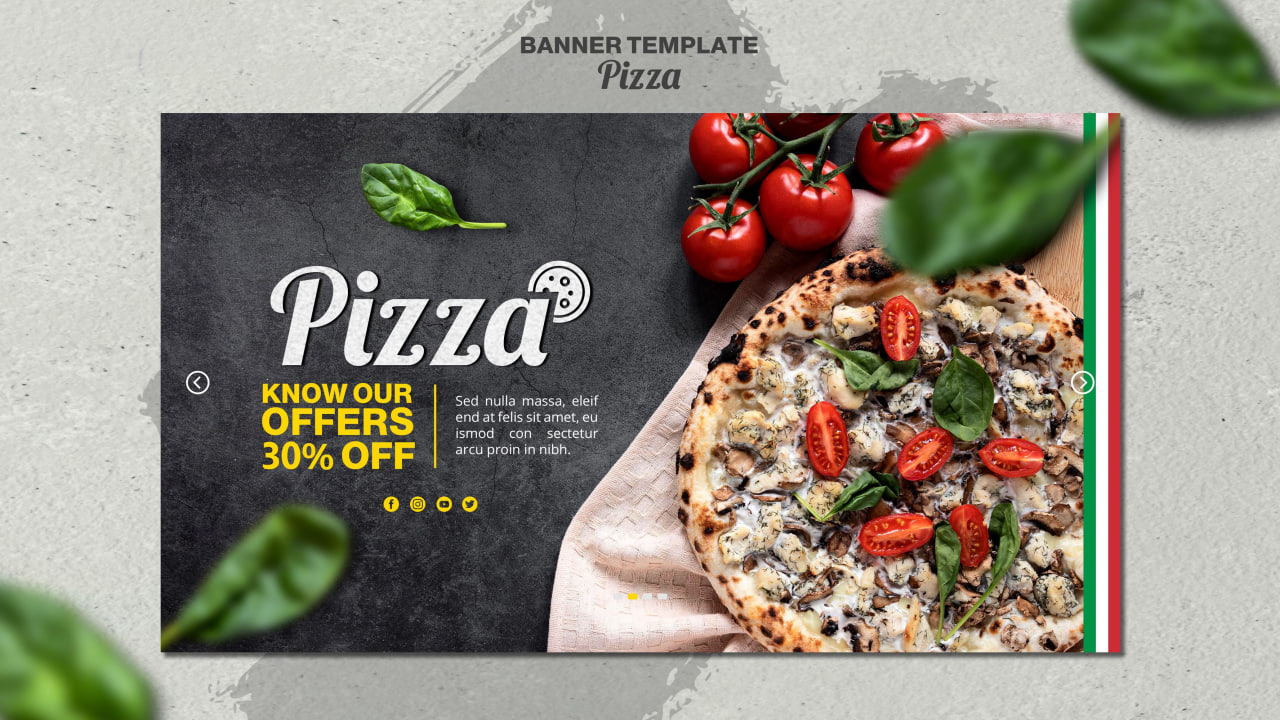 BANNER TEMPLATE
Pizza
Pizza
KNOW OUR
OFFERS
30% OFF
Sed nulla massa, eleif
end at felis sit amet, eu
ismod con sectetur
arcu proin in nibh.